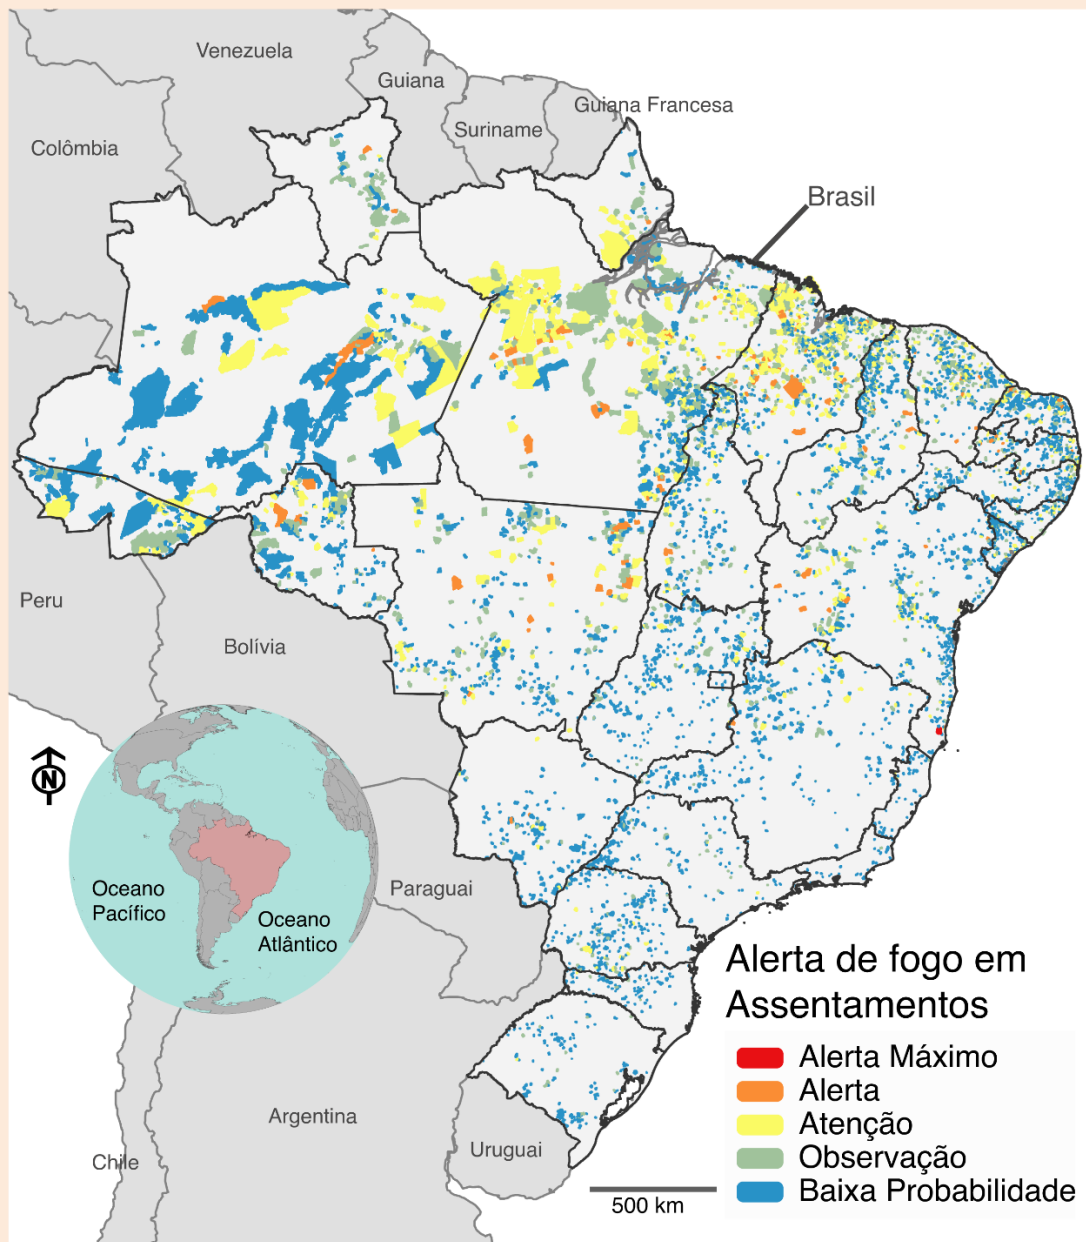 Venezuela
Guiana
Guiana Francesa
Suriname
Colômbia
Brasil
Peru
Bolívia
N
Oceano
Pacífico
Oceano
Atlântico
Paraguai
Argentina
Chile
Uruguai
500 km
Alerta de fogo em
Assentamentos
Alerta Máximo
Alerta
Atenção
Observação
Baixa Probabilidade